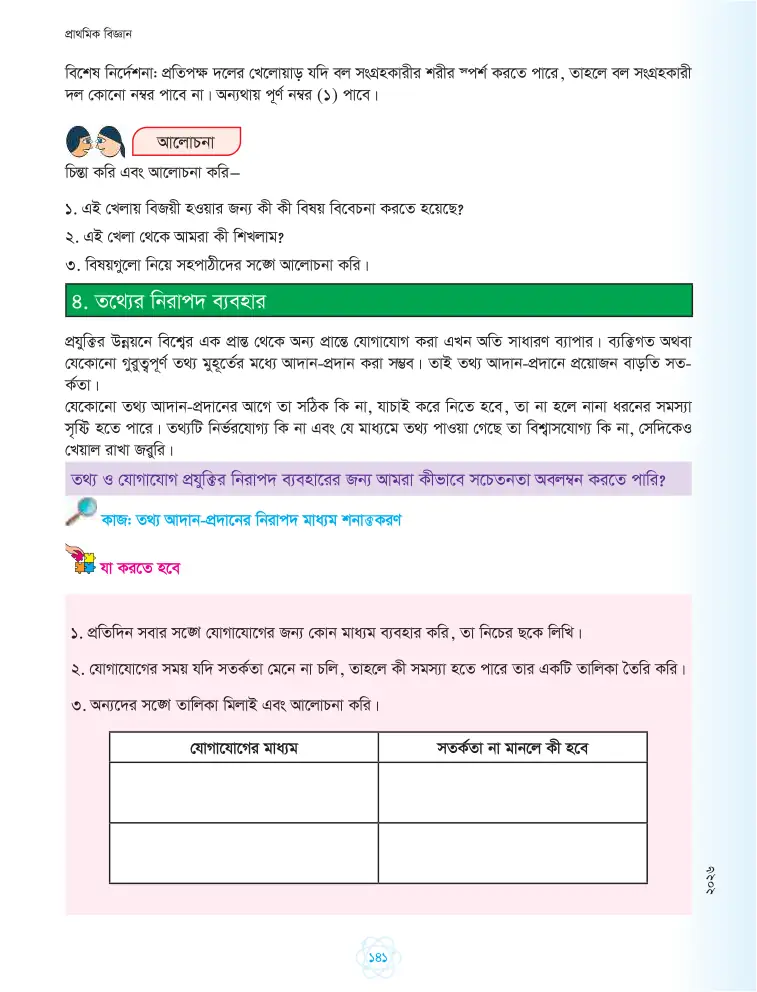 প্রাথমিক বিজ্ঞান
বিশেষ নির্দেশনা: প্রতিপক্ষ দলের খেলোয়াড় যদি বল সংগ্রহকারীর শরীর স্পর্শ করতে পারে, তাহলে বল সংগ্রহকারী
দল কোনো নম্বর পাবে না। অন্যথায় পূর্ণ নম্বর (১) পাবে।
আলোচনা
চিন্তা করি এবং আলোচনা করি–
১. এই খেলায় বিজয়ী হওয়ার জন্য কী কী বিষয় বিবেচনা করতে হয়েছে?
২. এই খেলা থেকে আমরা কী শিখলাম?
৩. বিষয়গুলো নিয়ে সহপাঠীদের সঙ্গে আলোচনা করি।
৪. তথ্যের নিরাপদ ব্যবহার
প্রযুক্তির উন্নয়নে বিশ্বের এক প্রান্ত থেকে অন্য প্রান্তে যোগাযোগ করা এখন অতি সাধারণ ব্যাপার। ব্যক্তিগত অথবা
যেকোনো গুরুত্বপূর্ণ তথ্য মুহূর্তের মধ্যে আদান-প্রদান করা সম্ভব। তাই তথ্য আদান-প্রদানে প্রয়োজন বাড়তি সত-
র্কতা।
যেকোনো তথ্য আদান-প্রদানের আগে তা সঠিক কি না, যাচাই করে নিতে হবে, তা না হলে নানা ধরনের সমস্যা
সৃষ্টি হতে পারে। তথ্যটি নির্ভরযোগ্য কি না এবং যে মাধ্যমে তথ্য পাওয়া গেছে তা বিশ্বাসযোগ্য কি না, সেদিকেও
খেয়াল রাখা জরুরি।
তথ্য ও যোগাযোগ প্রযুক্তির নিরাপদ ব্যবহারের জন্য আমরা কীভাবে সচেতনতা অবলম্বন করতে পারি?
কাজ: তথ্য আদান-প্রদানের নিরাপদ মাধ্যম শনাক্তকরণ
যা করতে হবে
১. প্রতিদিন সবার সঙ্গে যোগাযোগের জন্য কোন মাধ্যম ব্যবহার করি, তা নিচের ছকে লিখি।
২. যোগাযোগের সময় যদি সতর্কতা মেনে না চলি, তাহলে কী সমস্যা হতে পারে তার একটি তালিকা তৈরি করি।
৩. অন্যদের সঙ্গে তালিকা মিলাই এবং আলোচনা করি।
যোগাযোগের মাধ্যম
সতর্কতা না মানলে কী হবে
২০২৬
১৪১